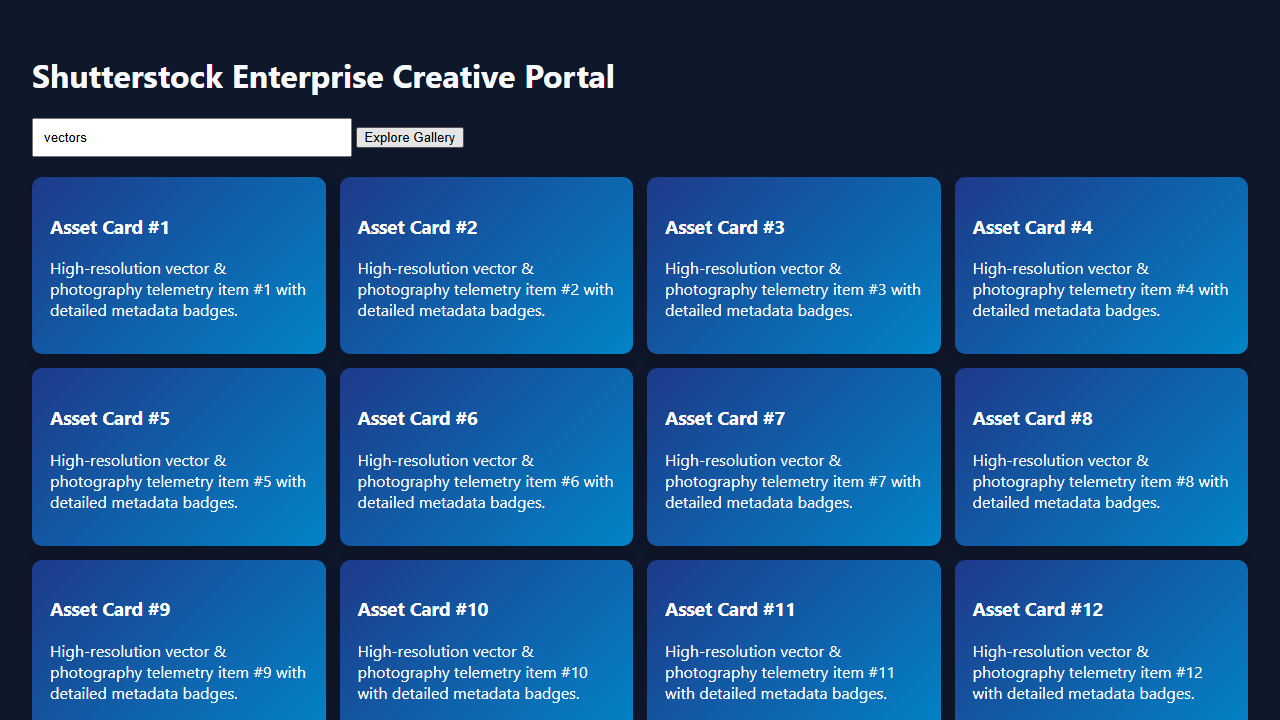 Shutterstock Enterprise Creative Portal
vectors
Explore Gallery
Asset Card #1
High-resolution vector &
photography telemetry item #1 with
detailed metadata badges.
Asset Card #2
High-resolution vector &
photography telemetry item #2 with
detailed metadata badges.
Asset Card #3
High-resolution vector &
photography telemetry item #3 with
detailed metadata badges.
Asset Card #4
High-resolution vector &
photography telemetry item #4 with
detailed metadata badges.
Asset Card #5
High-resolution vector &
photography telemetry item #5 with
detailed metadata badges.
Asset Card #6
High-resolution vector &
photography telemetry item #6 with
detailed metadata badges.
Asset Card #7
High-resolution vector &
photography telemetry item #7 with
detailed metadata badges.
Asset Card #8
High-resolution vector &
photography telemetry item #8 with
detailed metadata badges.
Asset Card #9
High-resolution vector &
photography telemetry item #9 with
detailed metadata badges.
Asset Card #10
High-resolution vector &
photography telemetry item #10
with detailed metadata badges.
Asset Card #11
High-resolution vector &
photography telemetry item #11
with detailed metadata badges.
Asset Card #12
High-resolution vector &
photography telemetry item #12
with detailed metadata badges.